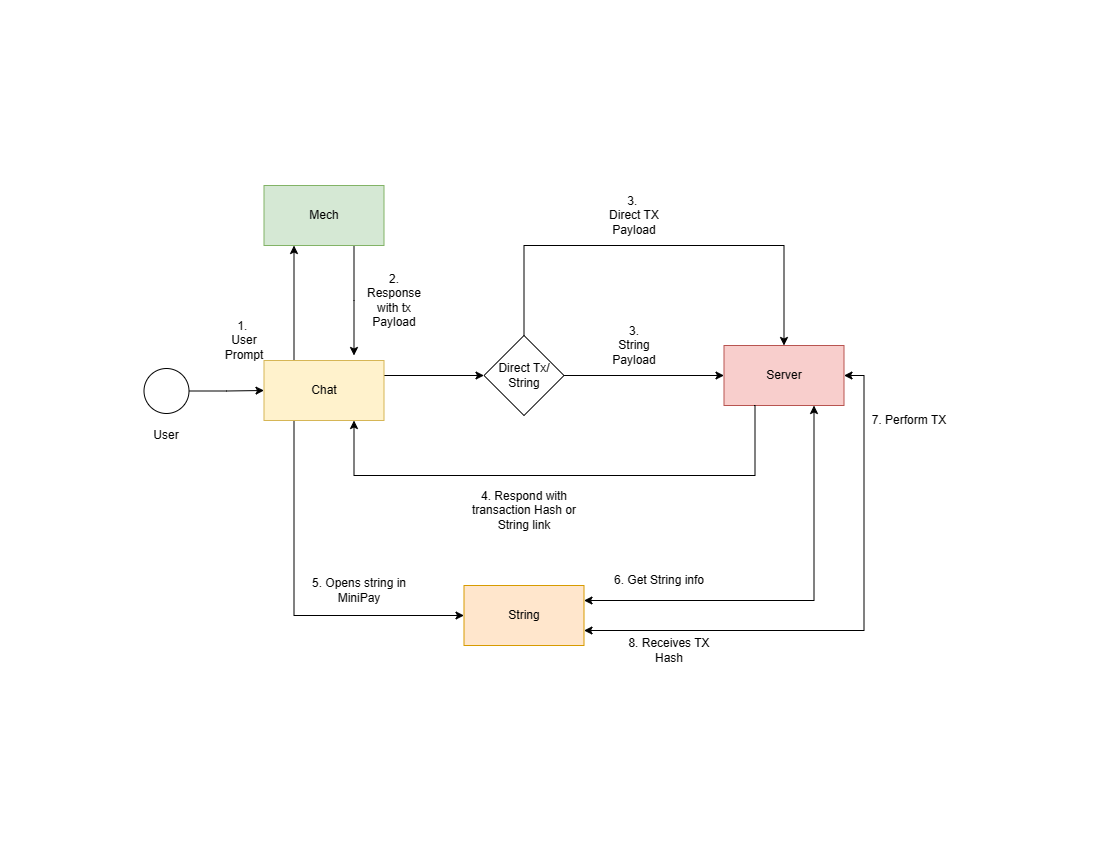 3.
Direct TX
Payload
Mech
2.
Response
with tx
Payload
1.
User
Prompt
3.
String
Payload
Direct Tx/
String
Server
Chat
7. Perform TX
User
4. Respond with
transaction Hash or
String link
5. Opens string in
MiniPay
6. Get String info
String
8. Receives TX
Hash